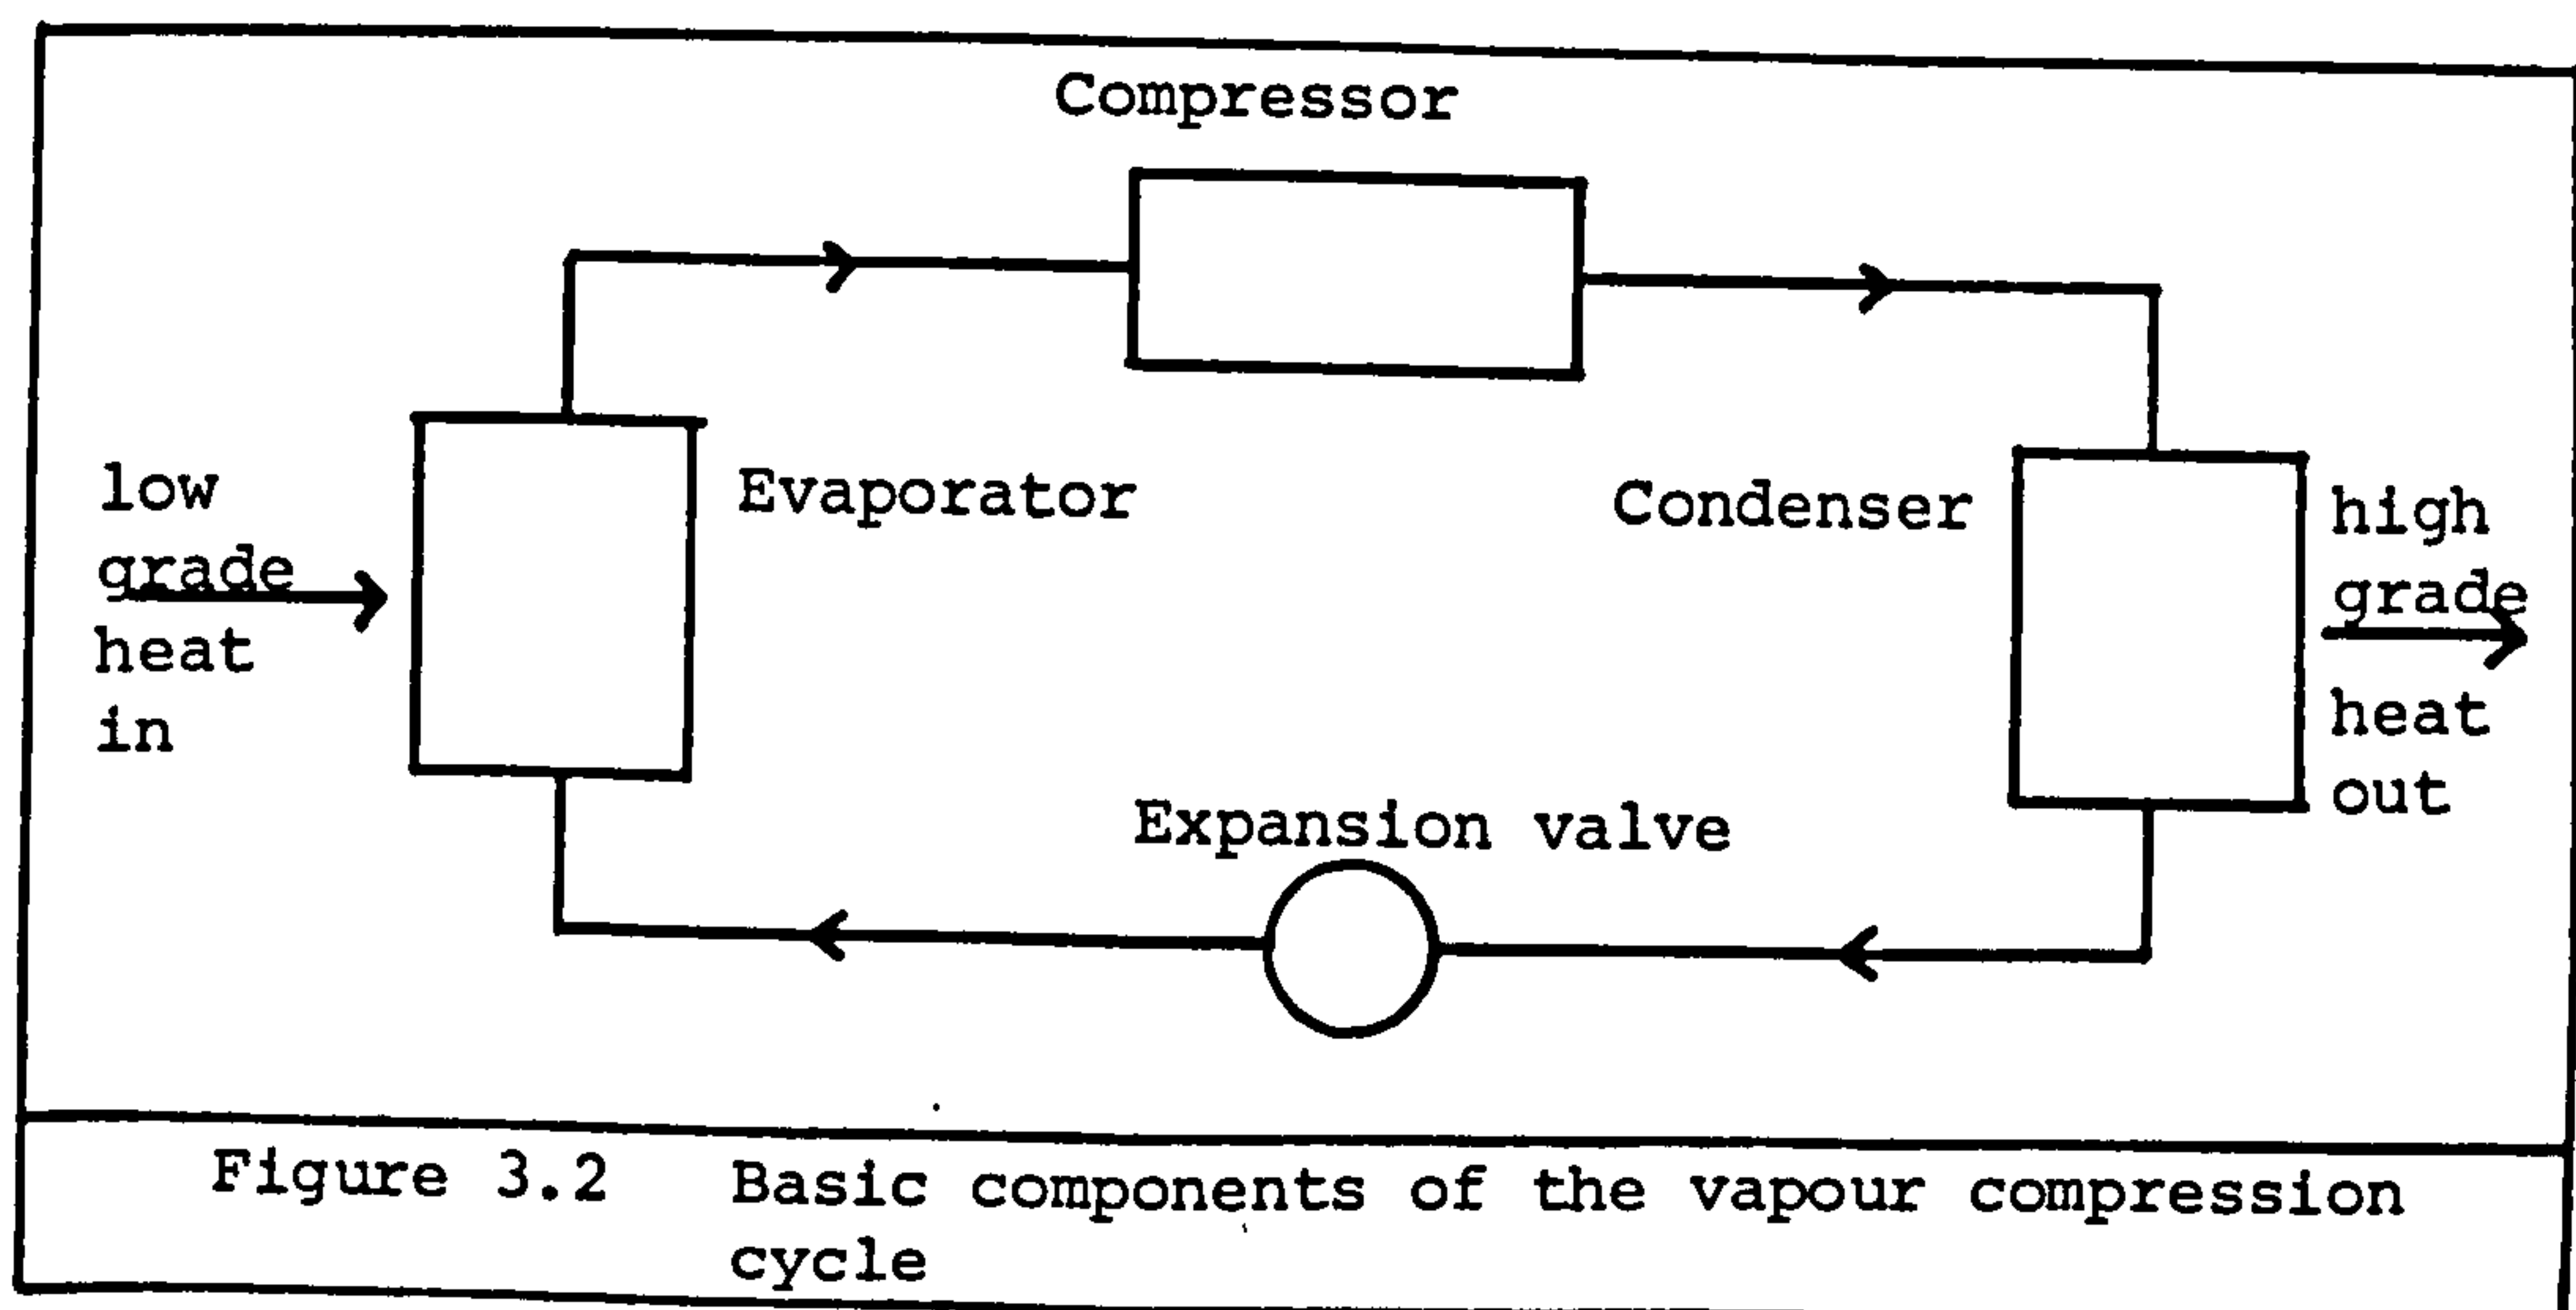 Compressor
low
grade
heat
in
Evaporator
Condenser
high
grade
heat
out
Expansion valve
Figure 3.2 Basic components of the vapour compression
cycle